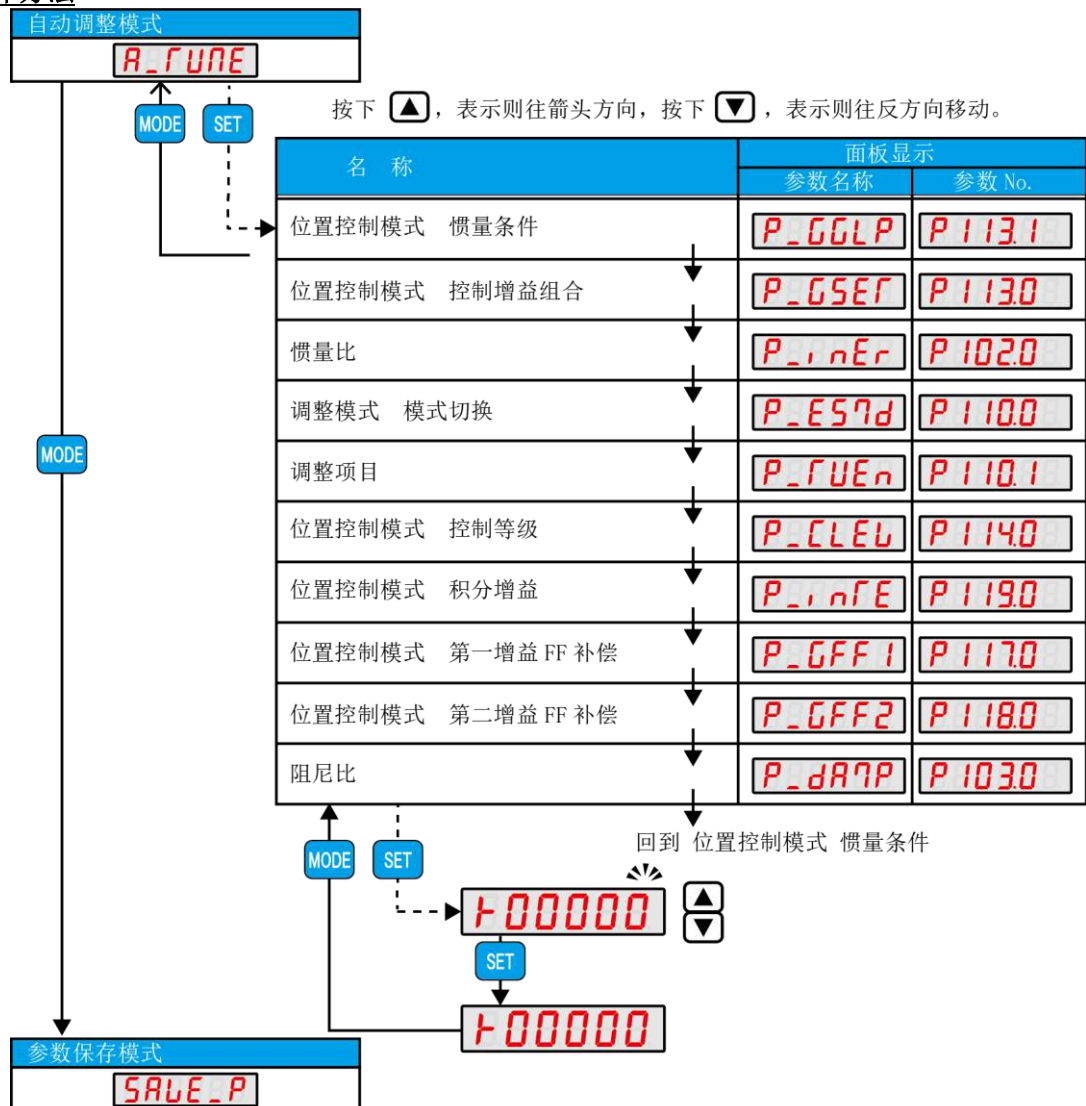 自动调整模式
A_TUNE
MODE SET
按下 ▲，表示则往箭头方向，按下 ▼，表示则往反方向移动。
名 称 面板显示
参数名称 参数 No.
位置控制模式 惯量条件 P_GGLP P113.1
位置控制模式 控制增益组合 P_GSET P113.0
惯量比 P_inEr P102.0
调整模式 模式切换 P_ESMd P110.0
MODE
调整项目 P_TUEn P110.1
位置控制模式 控制等级 P_CLEV P114.0
位置控制模式 积分增益 P_inTE P119.0
位置控制模式 第一增益 FF 补偿 P_GFF1 P117.0
位置控制模式 第二增益 FF 补偿 P_GFF2 P118.0
阻尼比 P_dAMP P103.0
回到 位置控制模式 惯量条件
MODE SET
├00000 ▲ ▼
SET
├00000
参数保存模式
SAVE_P